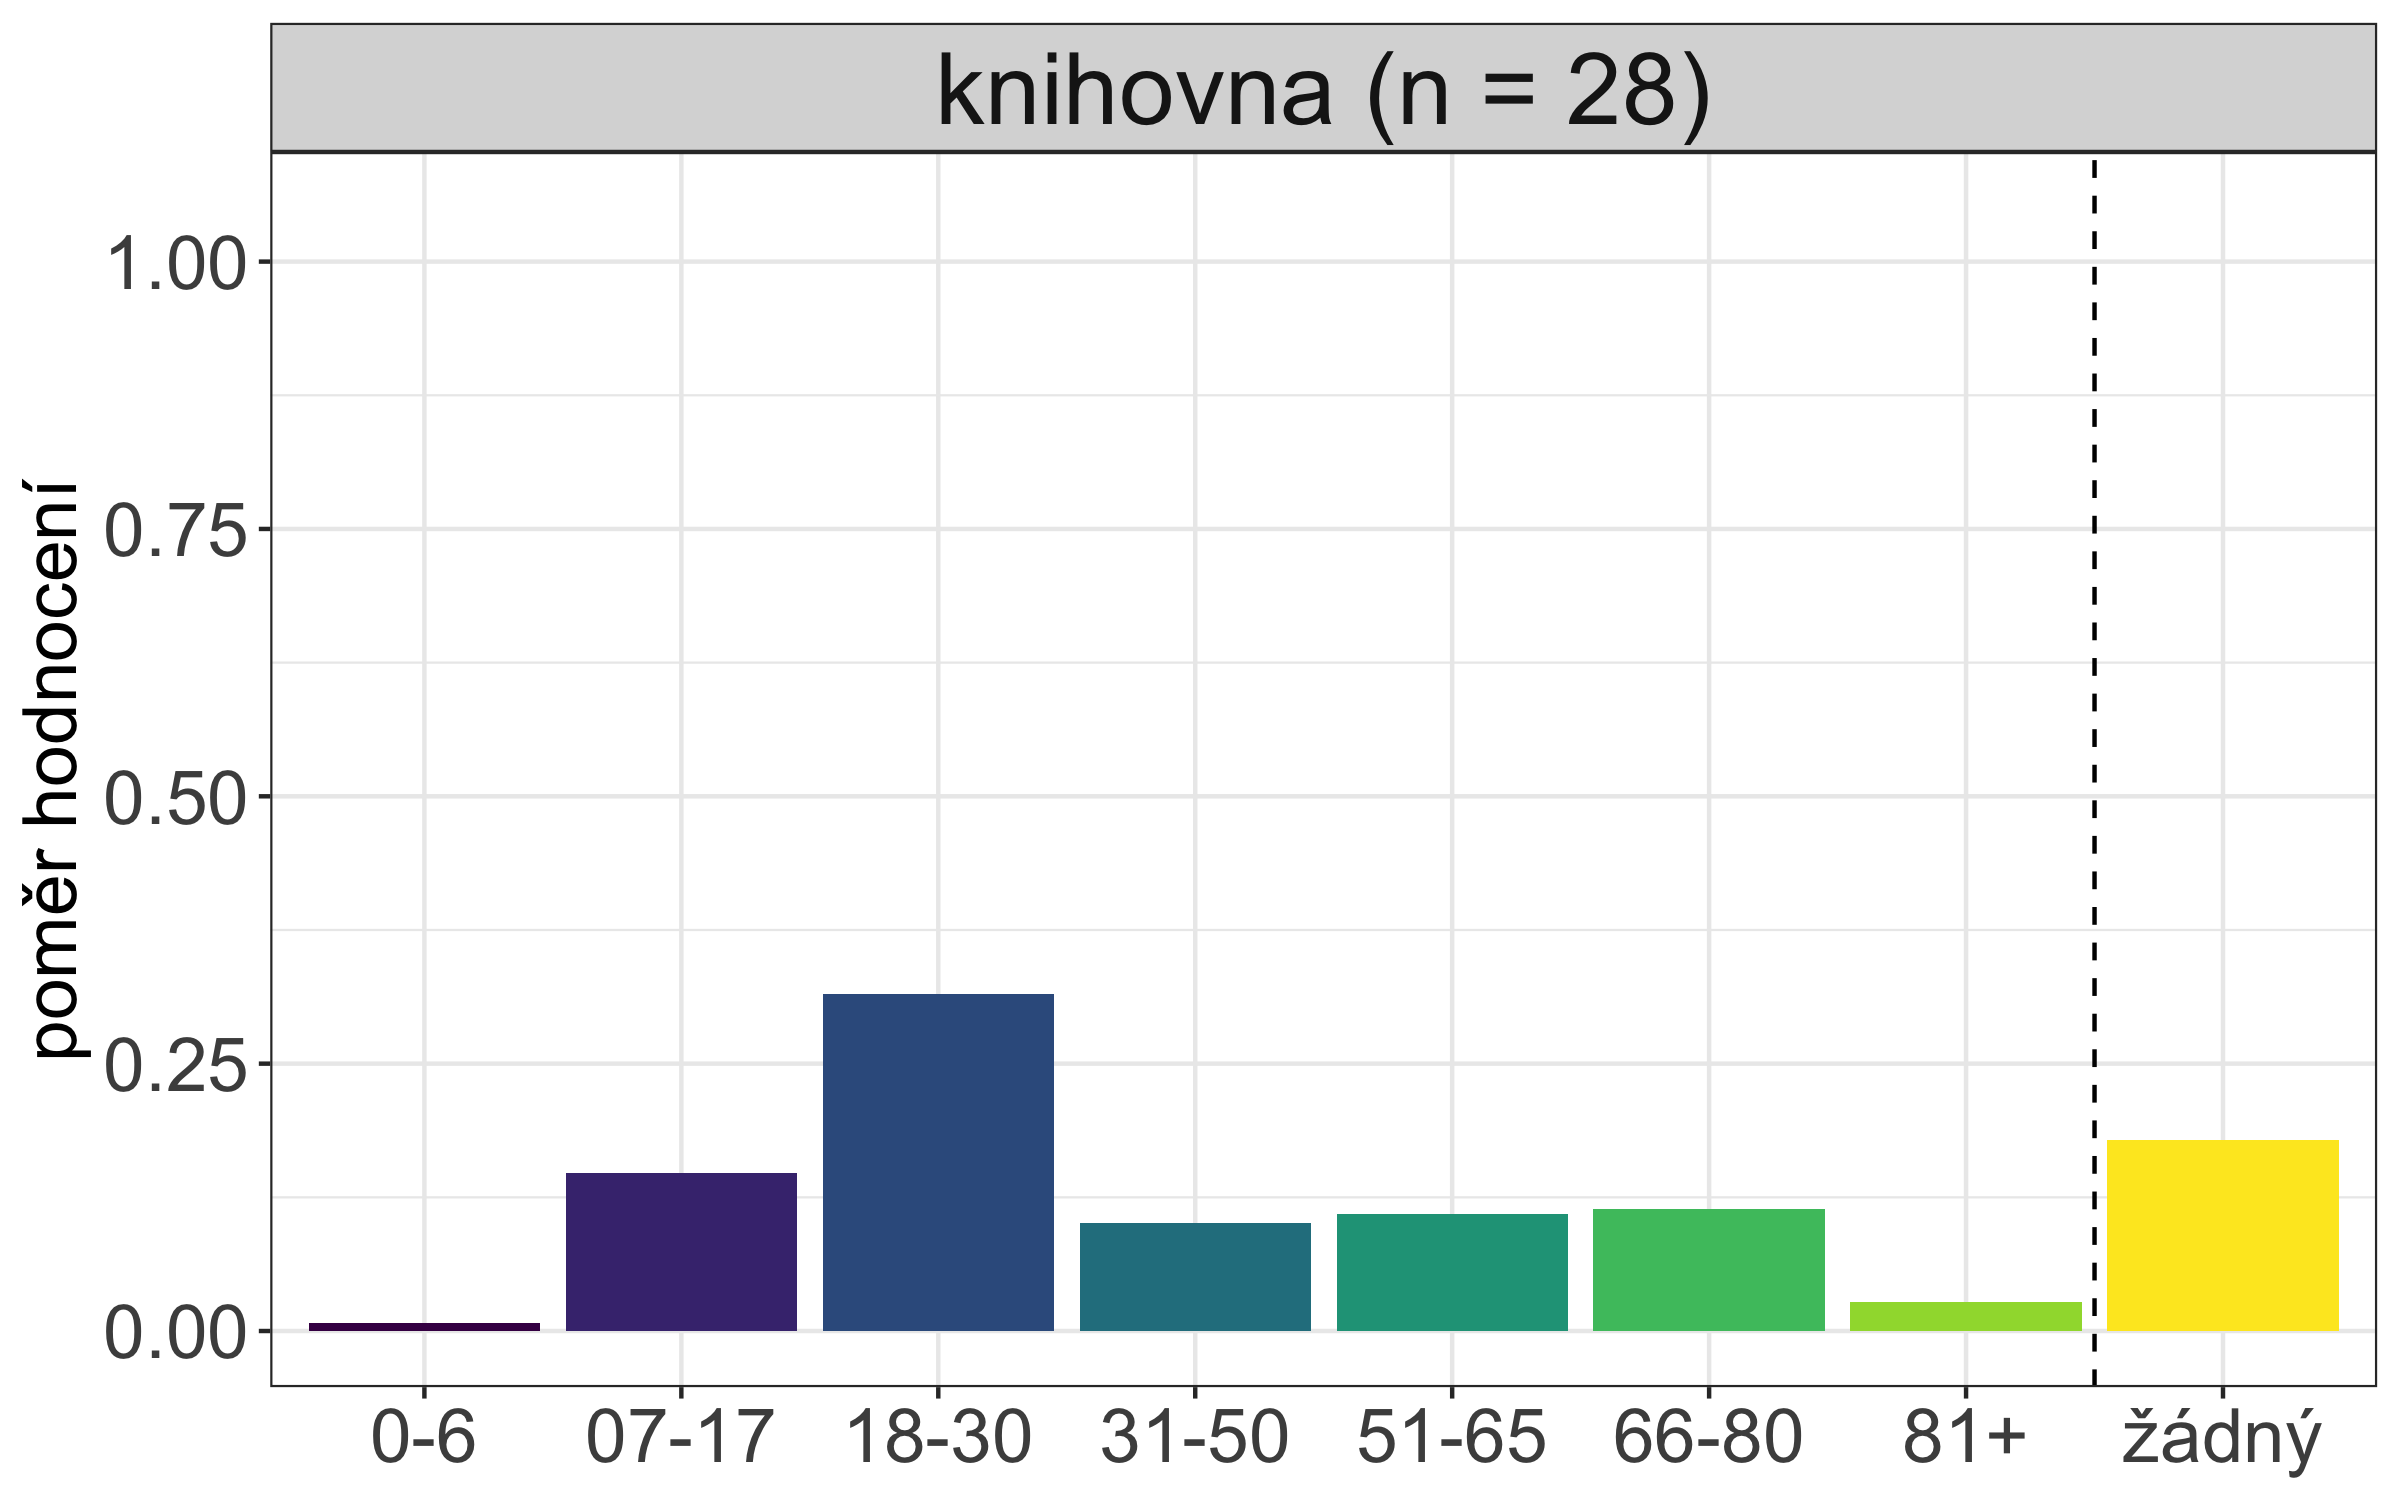 knihovna (n = 28)
poměr hodnocení
1.00
0.75
0.50
0.25
0.00
0-6 07-17 18-30 31-50 51-65 66-80 81+ žádný